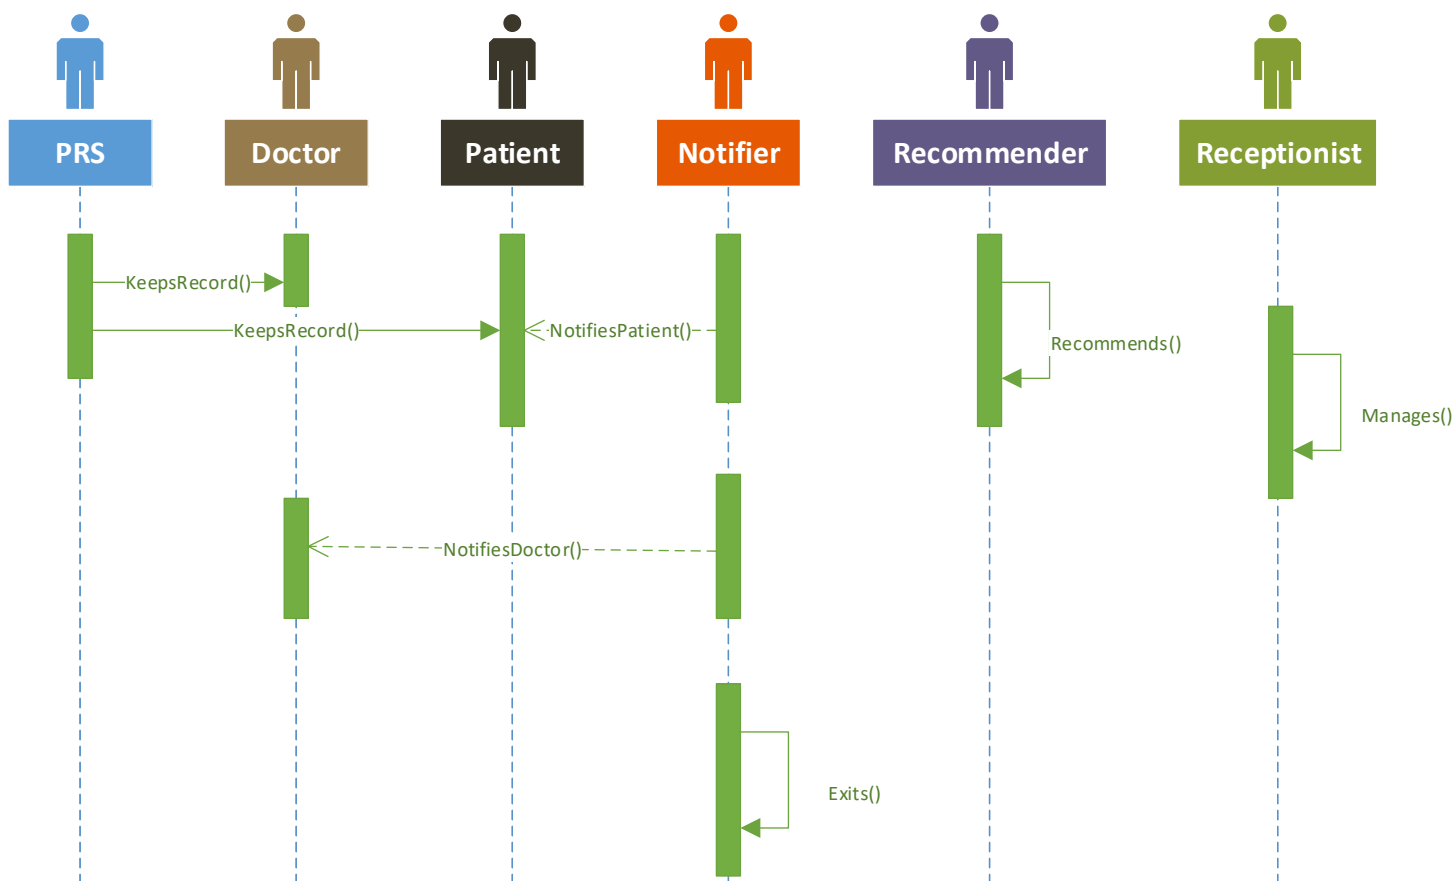 PRS
Doctor
Patient
Notifier
Recommender
Receptionist
KeepsRecord()
KeepsRecord()
NotifiesPatient()
Recommends()
Manages()
NotifiesDoctor()
Exits()